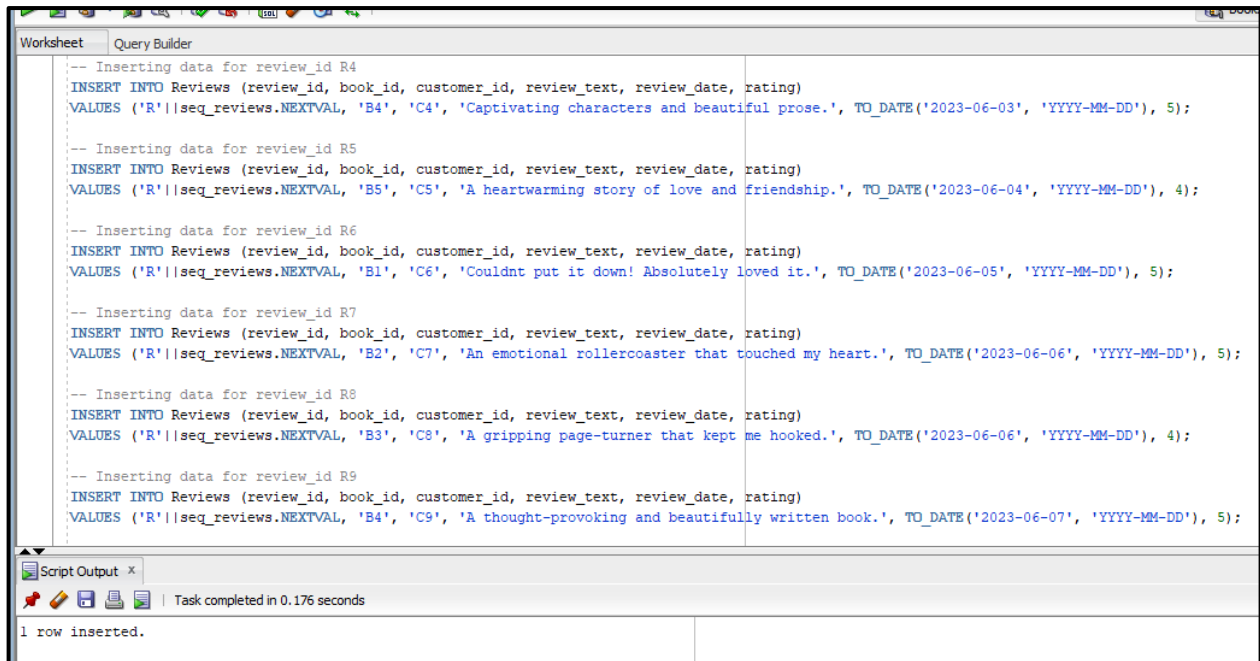 Worksheet Query Builder
-- Inserting data for review_id R4
INSERT INTO Reviews (review_id, book_id, customer_id, review_text, review_date, rating)
VALUES ('R'||seq_reviews.NEXTVAL, 'B4', 'C4', 'Captivating characters and beautiful prose.', TO_DATE('2023-06-03', 'YYYY-MM-DD'), 5);
-- Inserting data for review_id R5
INSERT INTO Reviews (review_id, book_id, customer_id, review_text, review_date, rating)
VALUES ('R'||seq_reviews.NEXTVAL, 'B5', 'C5', 'A heartwarming story of love and friendship.', TO_DATE('2023-06-04', 'YYYY-MM-DD'), 4);
-- Inserting data for review_id R6
INSERT INTO Reviews (review_id, book_id, customer_id, review_text, review_date, rating)
VALUES ('R'||seq_reviews.NEXTVAL, 'B1', 'C6', 'Couldnt put it down! Absolutely loved it.', TO_DATE('2023-06-05', 'YYYY-MM-DD'), 5);
-- Inserting data for review_id R7
INSERT INTO Reviews (review_id, book_id, customer_id, review_text, review_date, rating)
VALUES ('R'||seq_reviews.NEXTVAL, 'B2', 'C7', 'An emotional rollercoaster that touched my heart.', TO_DATE('2023-06-06', 'YYYY-MM-DD'), 5);
-- Inserting data for review_id R8
INSERT INTO Reviews (review_id, book_id, customer_id, review_text, review_date, rating)
VALUES ('R'||seq_reviews.NEXTVAL, 'B3', 'C8', 'A gripping page-turner that kept me hooked.', TO_DATE('2023-06-06', 'YYYY-MM-DD'), 4);
-- Inserting data for review_id R9
INSERT INTO Reviews (review_id, book_id, customer_id, review_text, review_date, rating)
VALUES ('R'||seq_reviews.NEXTVAL, 'B4', 'C9', 'A thought-provoking and beautifully written book.', TO_DATE('2023-06-07', 'YYYY-MM-DD'), 5);
Script Output x
Task completed in 0.176 seconds
1 row inserted.